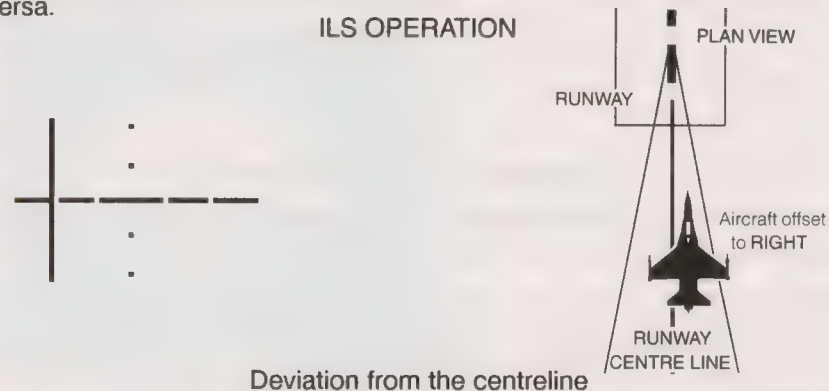 ersa.
ILS OPERATION
PLAN VIEW
RUNWAY
Aircraft offset
to RIGHT
RUNWAY
CENTRE LINE
Deviation from the centreline